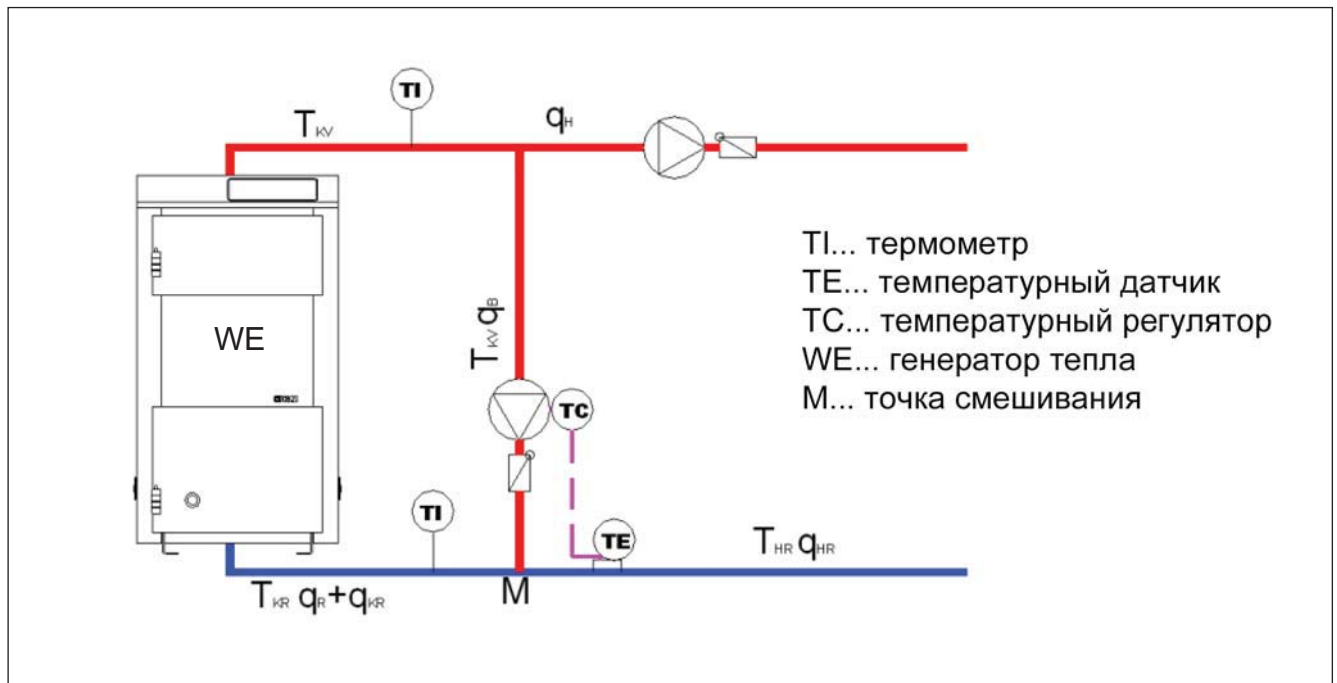 TI
T KV
q H
T KV q B
WE
TC
TI
TE
T HR q HR
T KR q R + q KR
M
TI... термометр
TE... температурный датчик
TC... температурный регулятор
WE... генератор тепла
M... точка смешивания